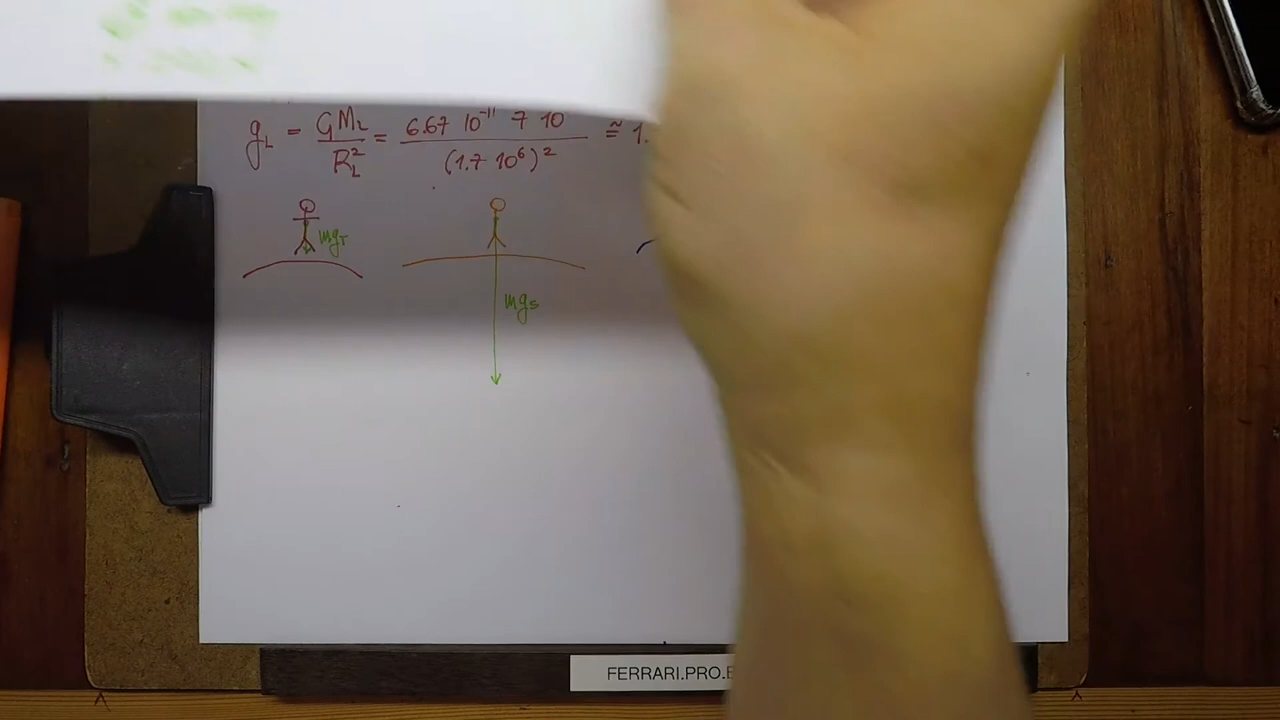 g_L = GM_L / R_L^2 = 6.67 10^-11 7 10 / (1.7 10^6)^2 ≅ 1.
mg_T
mg_S
FERRARI.PRO.